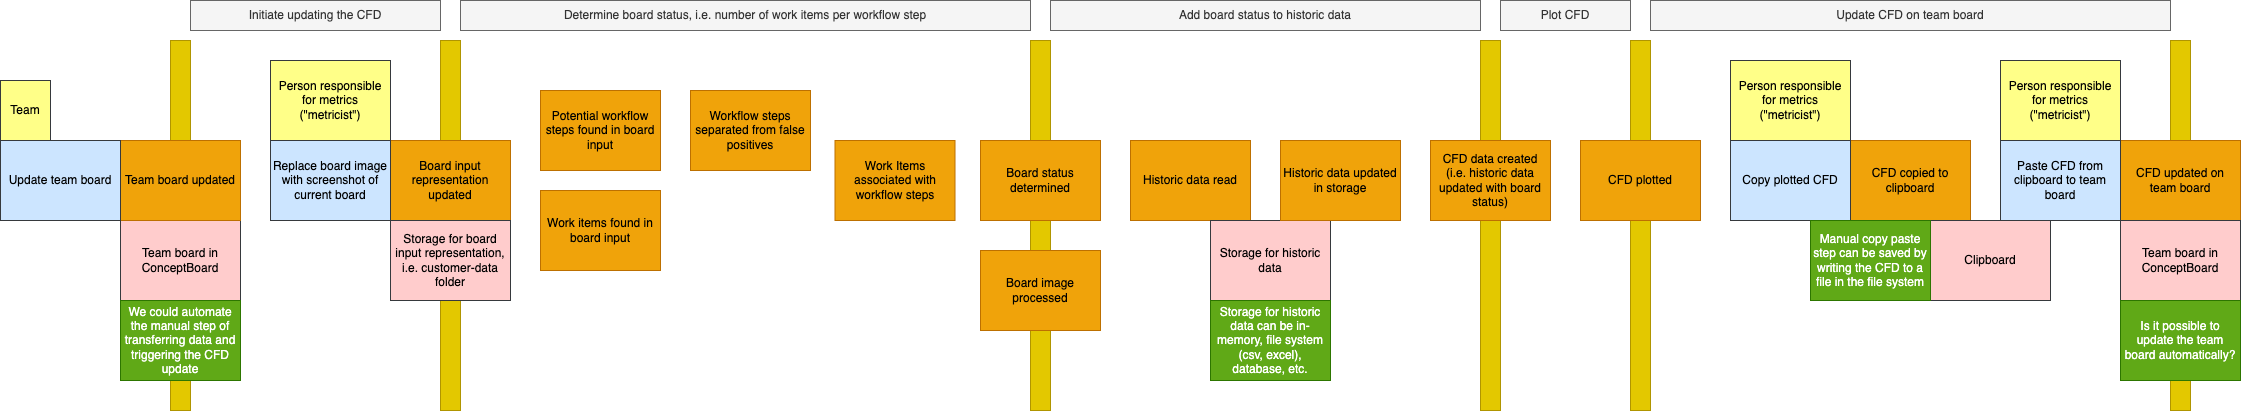 Initiate updating the CFD
Determine board status, i.e. number of work items per workflow step
Add board status to historic data
Plot CFD
Update CFD on team board
Team
Update team board
Team board updated
Team board in
ConceptBoard
We could automate
the manual step of
transferring data and
triggering the CFD
update
Person responsible
for metrics
("metricist")
Replace board image
with screenshot of
current board
Board input
representation
updated
Storage for board
input representation,
i.e. customer-data
folder
Potential workflow
steps found in board
input
Work items found in
board input
Workflow steps
separated from false
positives
Work Items
associated with
workflow steps
Board status
determined
Board image
processed
Historic data read
Historic data updated
in storage
Storage for historic
data
Storage for historic
data can be in-
memory, file system
(csv, excel),
database, etc.
CFD data created
(i.e. historic data
updated with board
status)
CFD plotted
Person responsible
for metrics
("metricist")
Copy plotted CFD
CFD copied to
clipboard
Manual copy paste
step can be saved by
writing the CFD to a
file in the file system
Clipboard
Person responsible
for metrics
("metricist")
Paste CFD from
clipboard to team
board
CFD updated on
team board
Team board in
ConceptBoard
Is it possible to
update the team
board automatically?